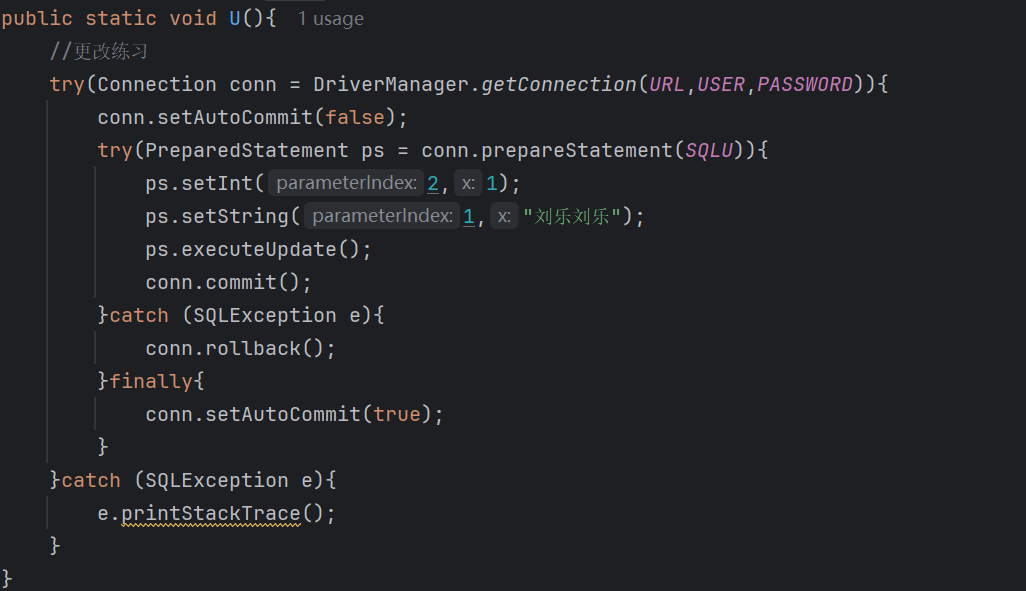 public static void U(){ 1 usage
//更改练习
try(Connection conn = DriverManager.getConnection(URL,USER,PASSWORD)){
conn.setAutoCommit(false);
try(PreparedStatement ps = conn.prepareStatement(SQLU)){
ps.setInt( parameterIndex: 2, x: 1);
ps.setString( parameterIndex: 1, x: "刘乐刘乐");
ps.executeUpdate();
conn.commit();
}catch (SQLException e){
conn.rollback();
}finally{
conn.setAutoCommit(true);
}
}catch (SQLException e){
e.printStackTrace();
}
}